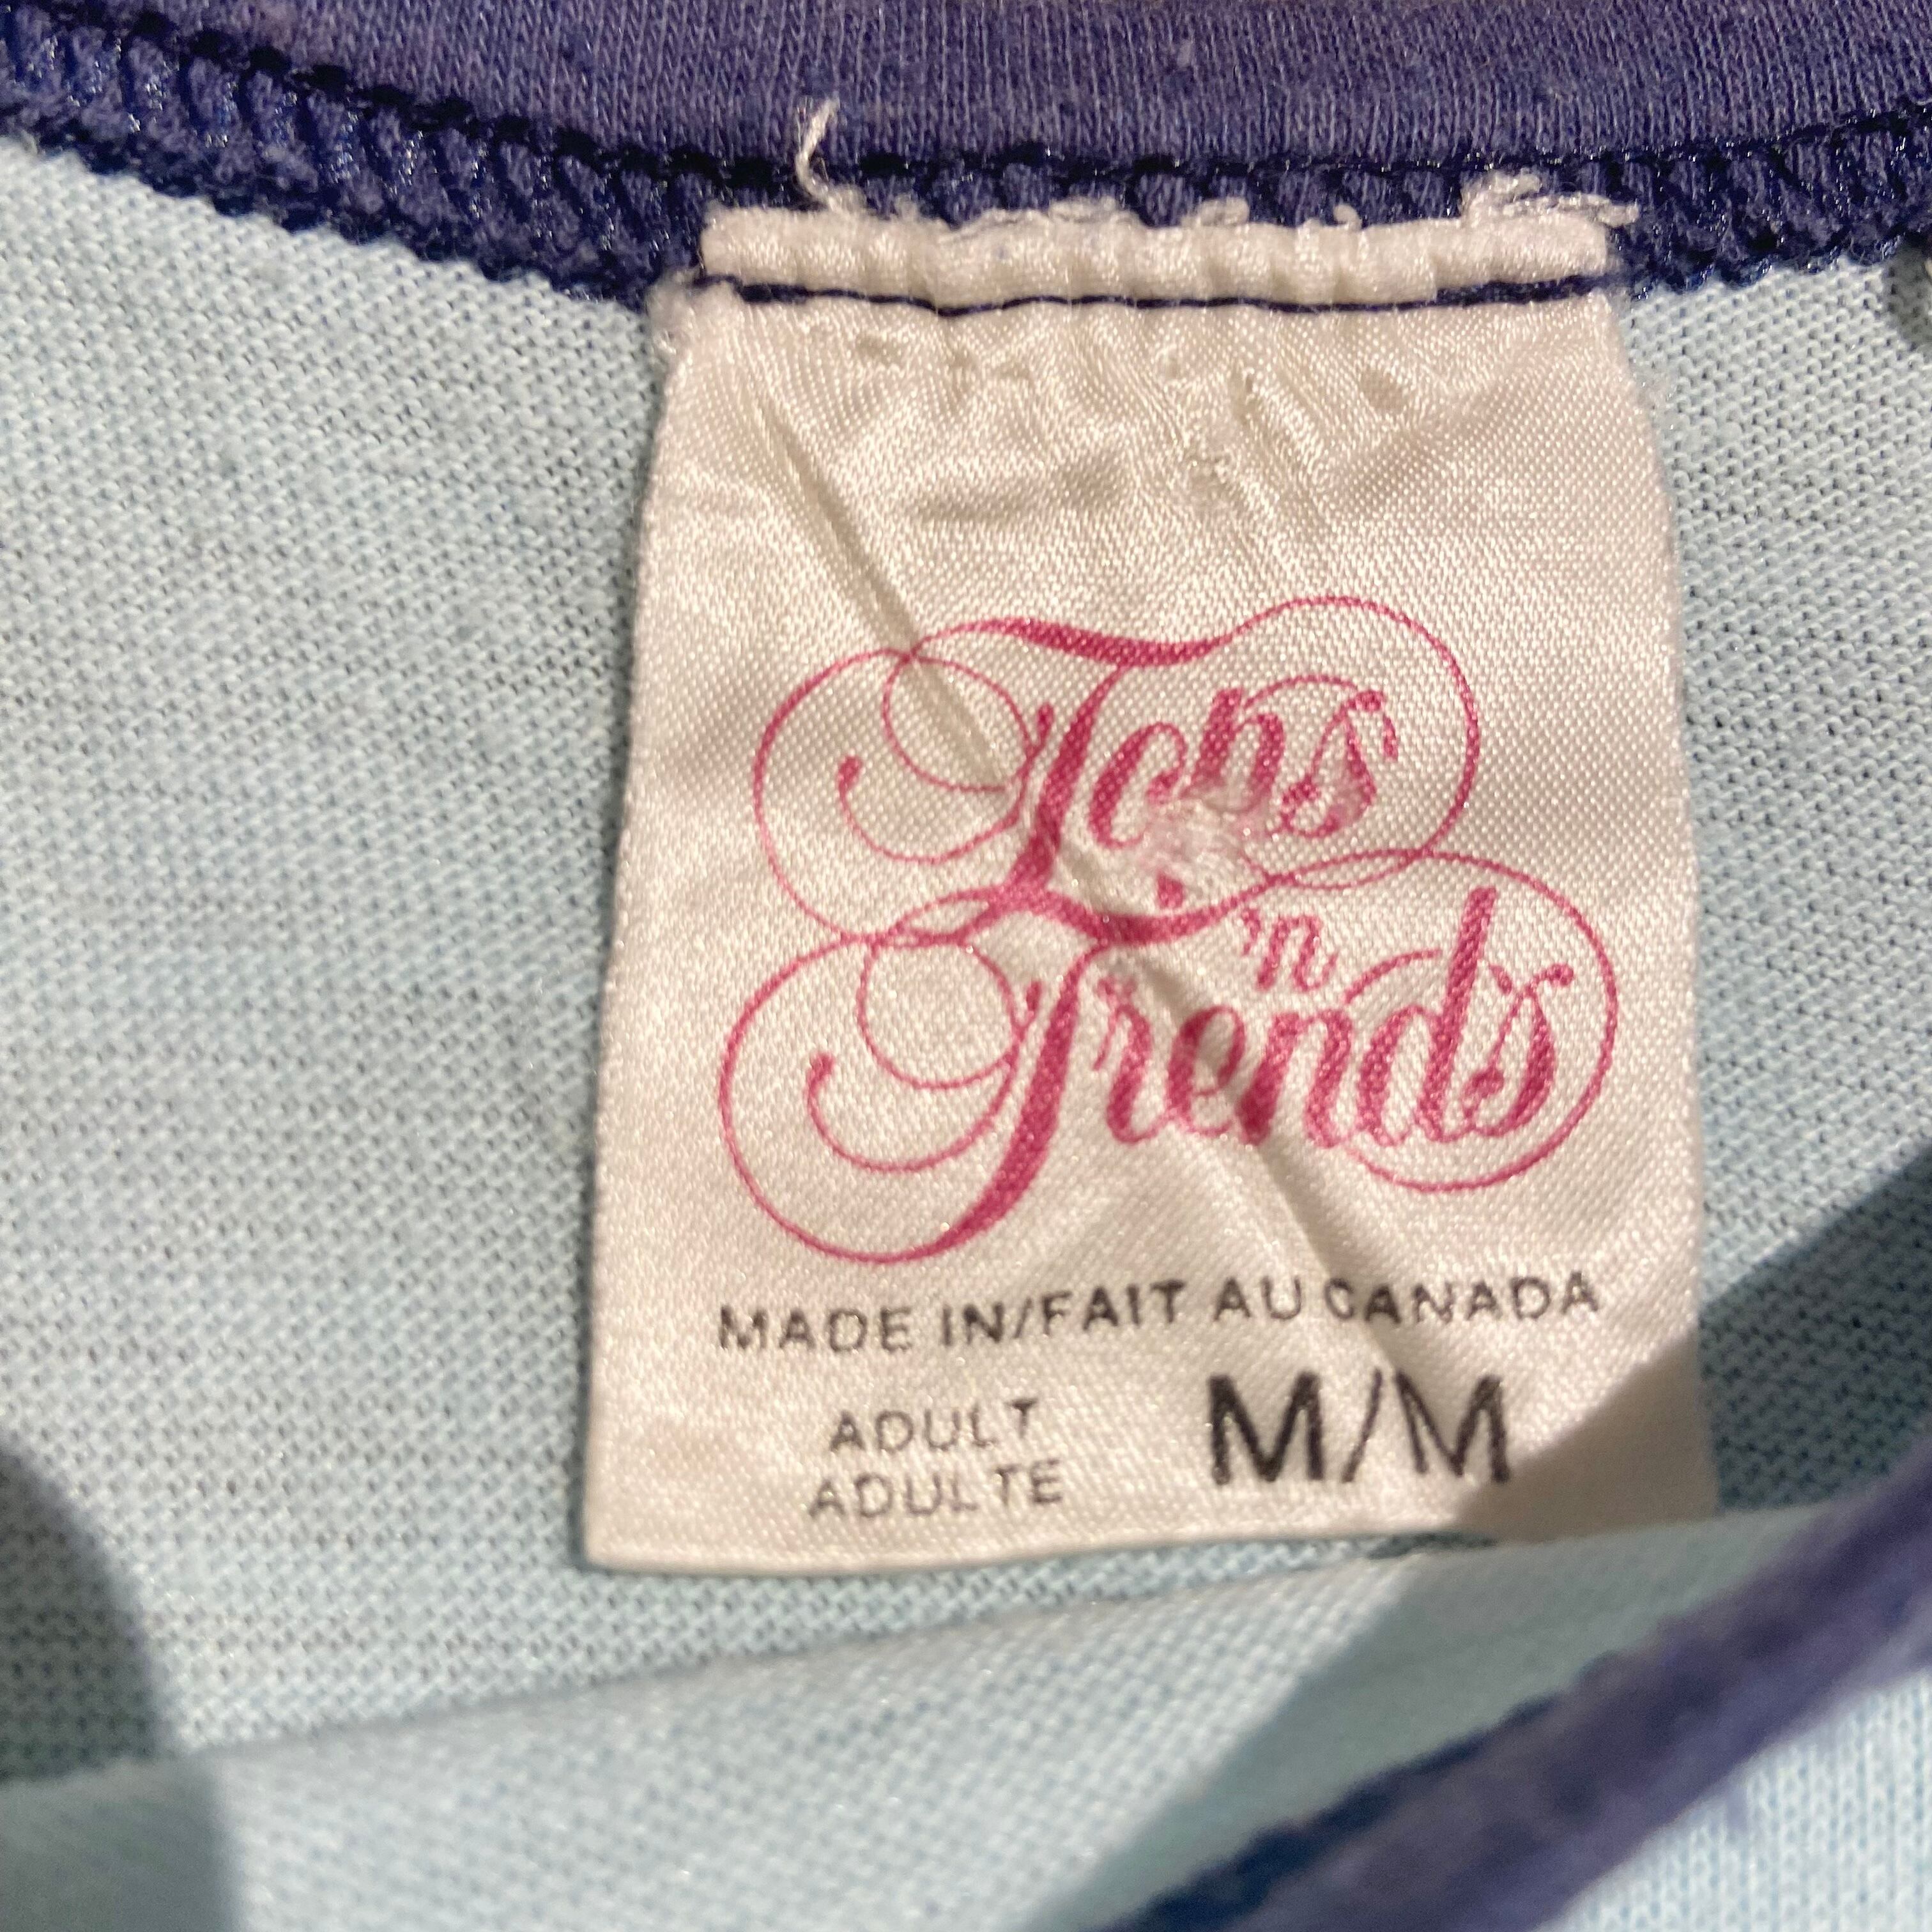 Tops
'n
Trends
MADE IN/FAIT AU CANADA
ADULT M/M
ADULTE